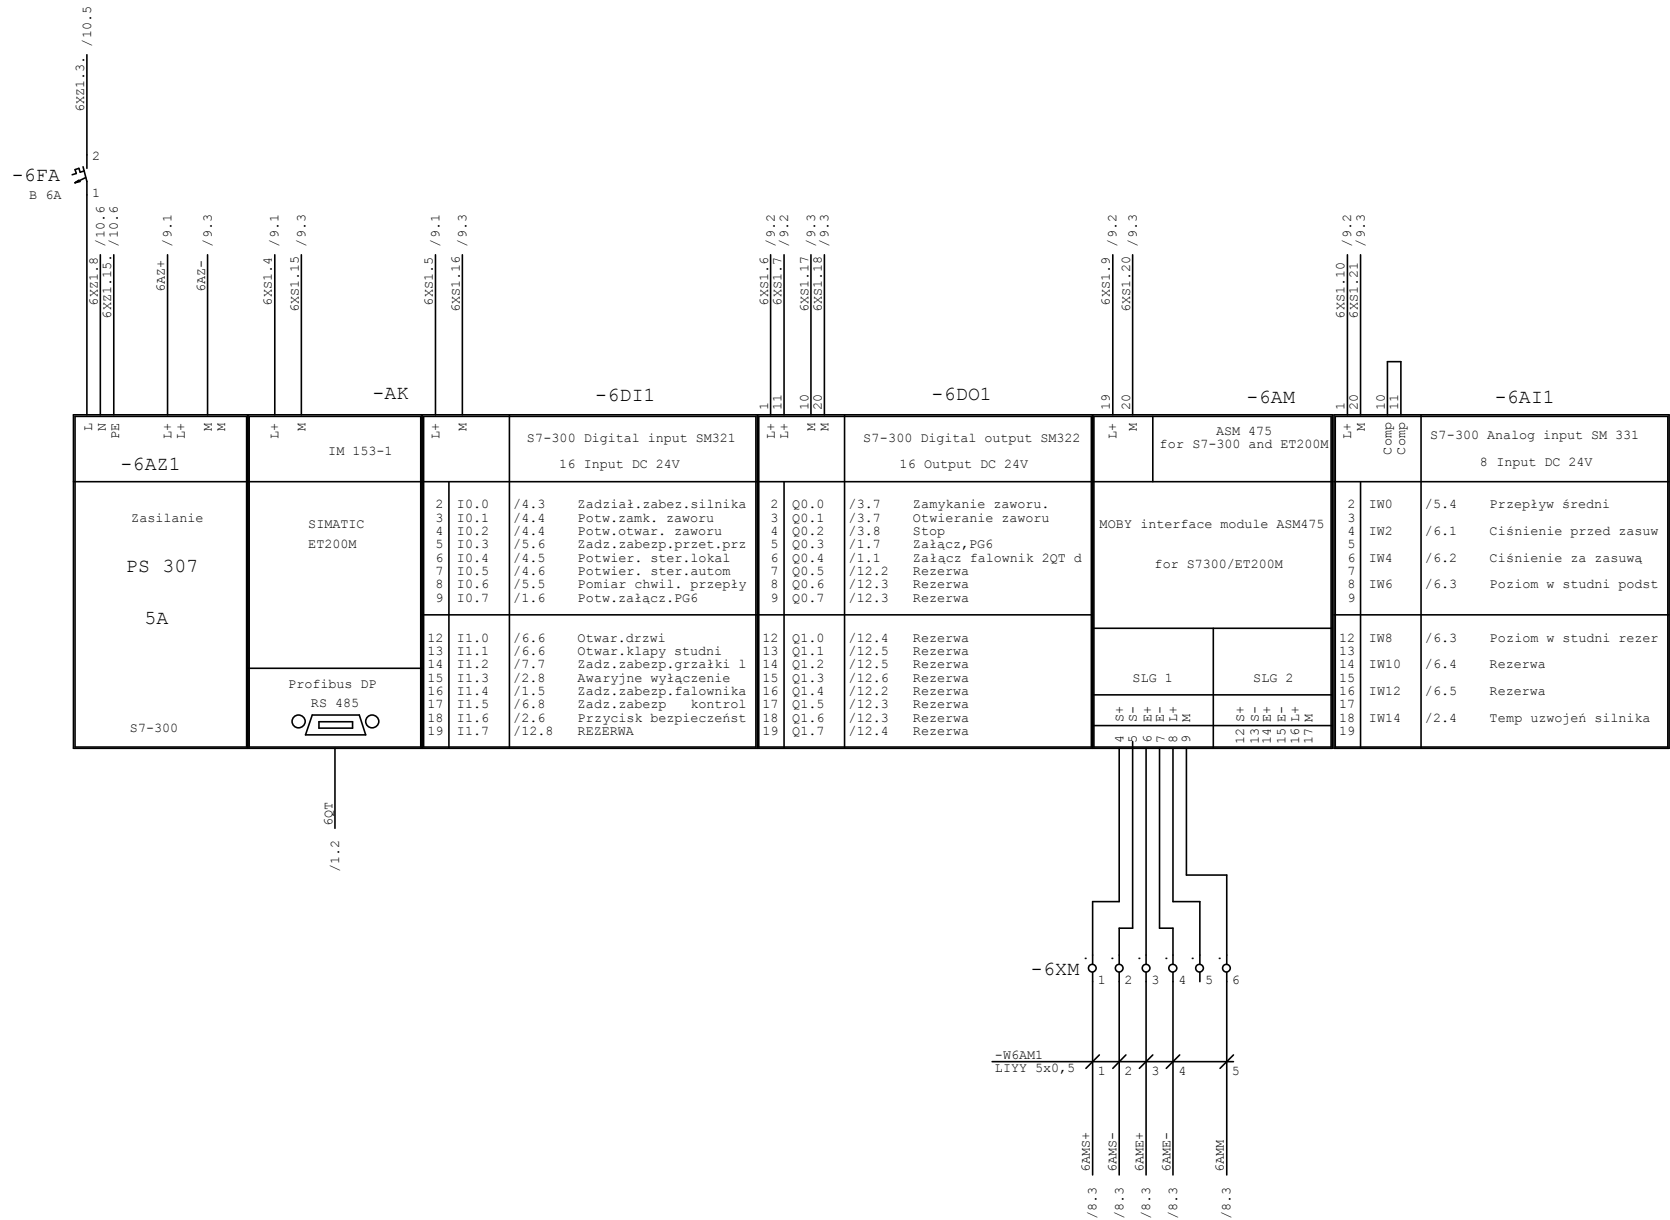 6XZ1.3. /10.5
2
-6FA
B 6A
1
6XZ1.8 /10.6
6XZ1.15. /10.6
6AZ+ /9.1
6AZ- /9.3
6XS1.4 /9.1
6XS1.15 /9.3
6XS1.5 /9.1
6XS1.16 /9.3
6XS1.6 /9.2
6XS1.7 /9.2
6XS1.17 /9.3
6XS1.18 /9.3
6XS1.9 /9.2
6XS1.20 /9.3
6XS1.10 /9.2
6XS1.21 /9.3
-AK
-6DI1
1 11 10 20
-6DO1
19 20
-6AM
1 20 10 11
-6AI1
L N PE L+ L+ M M
-6AZ1
Zasilanie
PS 307
5A
S7-300
L+ M
IM 153-1
SIMATIC
ET200M
Profibus DP
RS 485
6QT
/1.2
L+ M
S7-300 Digital input SM321
16 Input DC 24V
2 I0.0 /4.3 Zadział.zabez.silnika
3 I0.1 /4.4 Potw.zamk. zaworu
4 I0.2 /4.4 Potw.otwar. zaworu
5 I0.3 /5.6 Zadz.zabezp.przet.prz
6 I0.4 /4.5 Potwier. ster.lokal
7 I0.5 /4.6 Potwier. ster.autom
8 I0.6 /5.5 Pomiar chwil. przepły
9 I0.7 /1.6 Potw.załącz.PG6
12 I1.0 /6.6 Otwar.drzwi
13 I1.1 /6.6 Otwar.klapy studni
14 I1.2 /7.7 Zadz.zabezp.grzałki l
15 I1.3 /2.8 Awaryjne wyłączenie
16 I1.4 /1.5 Zadz.zabezp.falownika
17 I1.5 /6.8 Zadz.zabezp kontrol
18 I1.6 /2.6 Przycisk bezpieczeńst
19 I1.7 /12.8 REZERWA
L+ L+ M M
S7-300 Digital output SM322
16 Output DC 24V
2 Q0.0 /3.7 Zamykanie zaworu.
3 Q0.1 /3.7 Otwieranie zaworu
4 Q0.2 /3.8 Stop
5 Q0.3 /1.7 Załącz,PG6
6 Q0.4 /1.1 Załącz falownik 2QT d
7 Q0.5 /12.2 Rezerwa
8 Q0.6 /12.3 Rezerwa
9 Q0.7 /12.3 Rezerwa
12 Q1.0 /12.4 Rezerwa
13 Q1.1 /12.5 Rezerwa
14 Q1.2 /12.5 Rezerwa
15 Q1.3 /12.6 Rezerwa
16 Q1.4 /12.2 Rezerwa
17 Q1.5 /12.3 Rezerwa
18 Q1.6 /12.3 Rezerwa
19 Q1.7 /12.4 Rezerwa
L+ M
ASM 475
for S7-300 and ET200M
MOBY interface module ASM475
for S7300/ET200M
SLG 1
SLG 2
S+ S- E+ E- L+ M
4 5 6 7 8 9
S+ S- E+ E- L+ M
12 13 14 15 16 17
L+ M Comp Comp
S7-300 Analog input SM 331
8 Input DC 24V
2 IW0 /5.4 Przepływ średni
3
4 IW2 /6.1 Ciśnienie przed zasuw
5
6 IW4 /6.2 Ciśnienie za zasuwą
7
8 IW6 /6.3 Poziom w studni podst
9
12 IW8 /6.3 Poziom w studni rezer
13
14 IW10 /6.4 Rezerwa
15
16 IW12 /6.5 Rezerwa
17
18 IW14 /2.4 Temp uzwojeń silnika
19
-6XM
1 2 3 4 5 6
-W6AM1
LIYY 5x0,5
1 2 3 4 5
6AMS+ /8.3
6AMS- /8.3
6AME+ /8.3
6AME- /8.3
6AMM /8.3